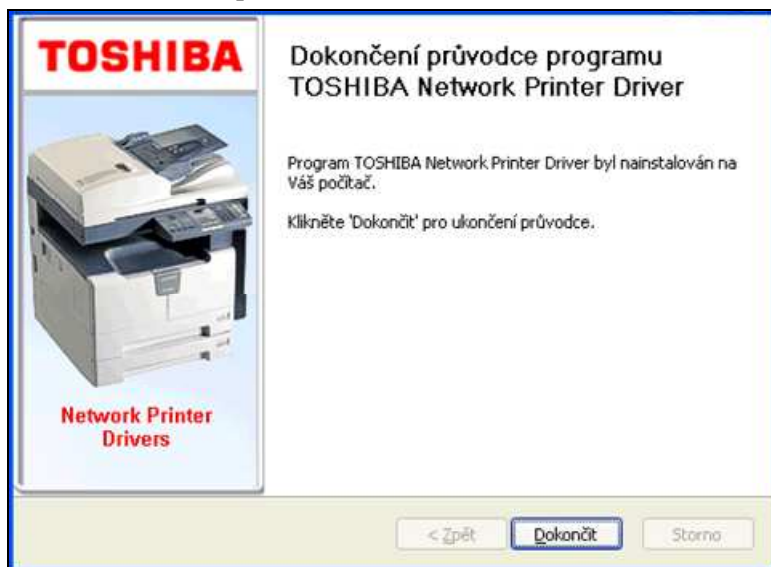 TOSHIBA
Network Printer
Drivers
Dokončení průvodce programu
TOSHIBA Network Printer Driver
Program TOSHIBA Network Printer Driver byl nainstalován na
Váš počítač.
Klikněte 'Dokončit' pro ukončení průvodce.
< Zpět
Dokončit
Storno